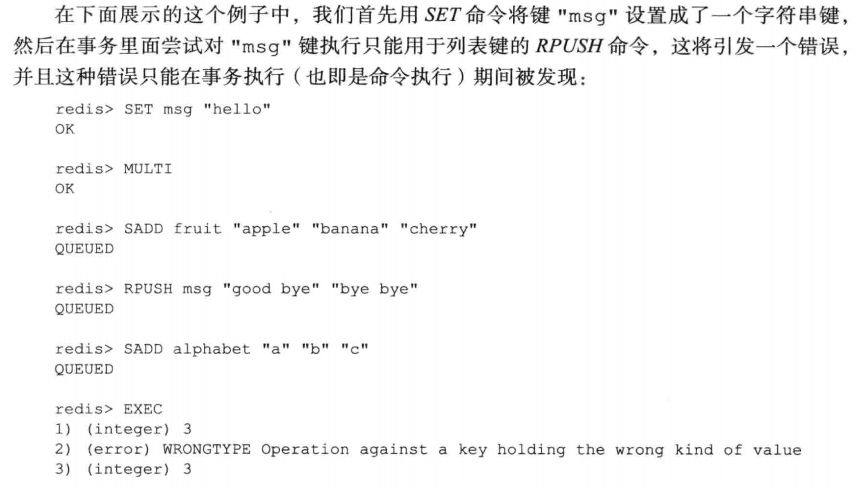 在下面展示的这个例子中，我们首先用 SET 命令将键 "msg" 设置成了一个字符串键，
然后在事务里面尝试对 "msg" 键执行只能用于列表键的 RPUSH 命令，这将引发一个错误，
并且这种错误只能在事务执行（也即是命令执行）期间被发现：
redis> SET msg "hello"
OK
redis> MULTI
OK
redis> SADD fruit "apple" "banana" "cherry"
QUEUED
redis> RPUSH msg "good bye" "bye bye"
QUEUED
redis> SADD alphabet "a" "b" "c"
QUEUED
redis> EXEC
1) (integer) 3
2) (error) WRONGTYPE Operation against a key holding the wrong kind of value
3) (integer) 3